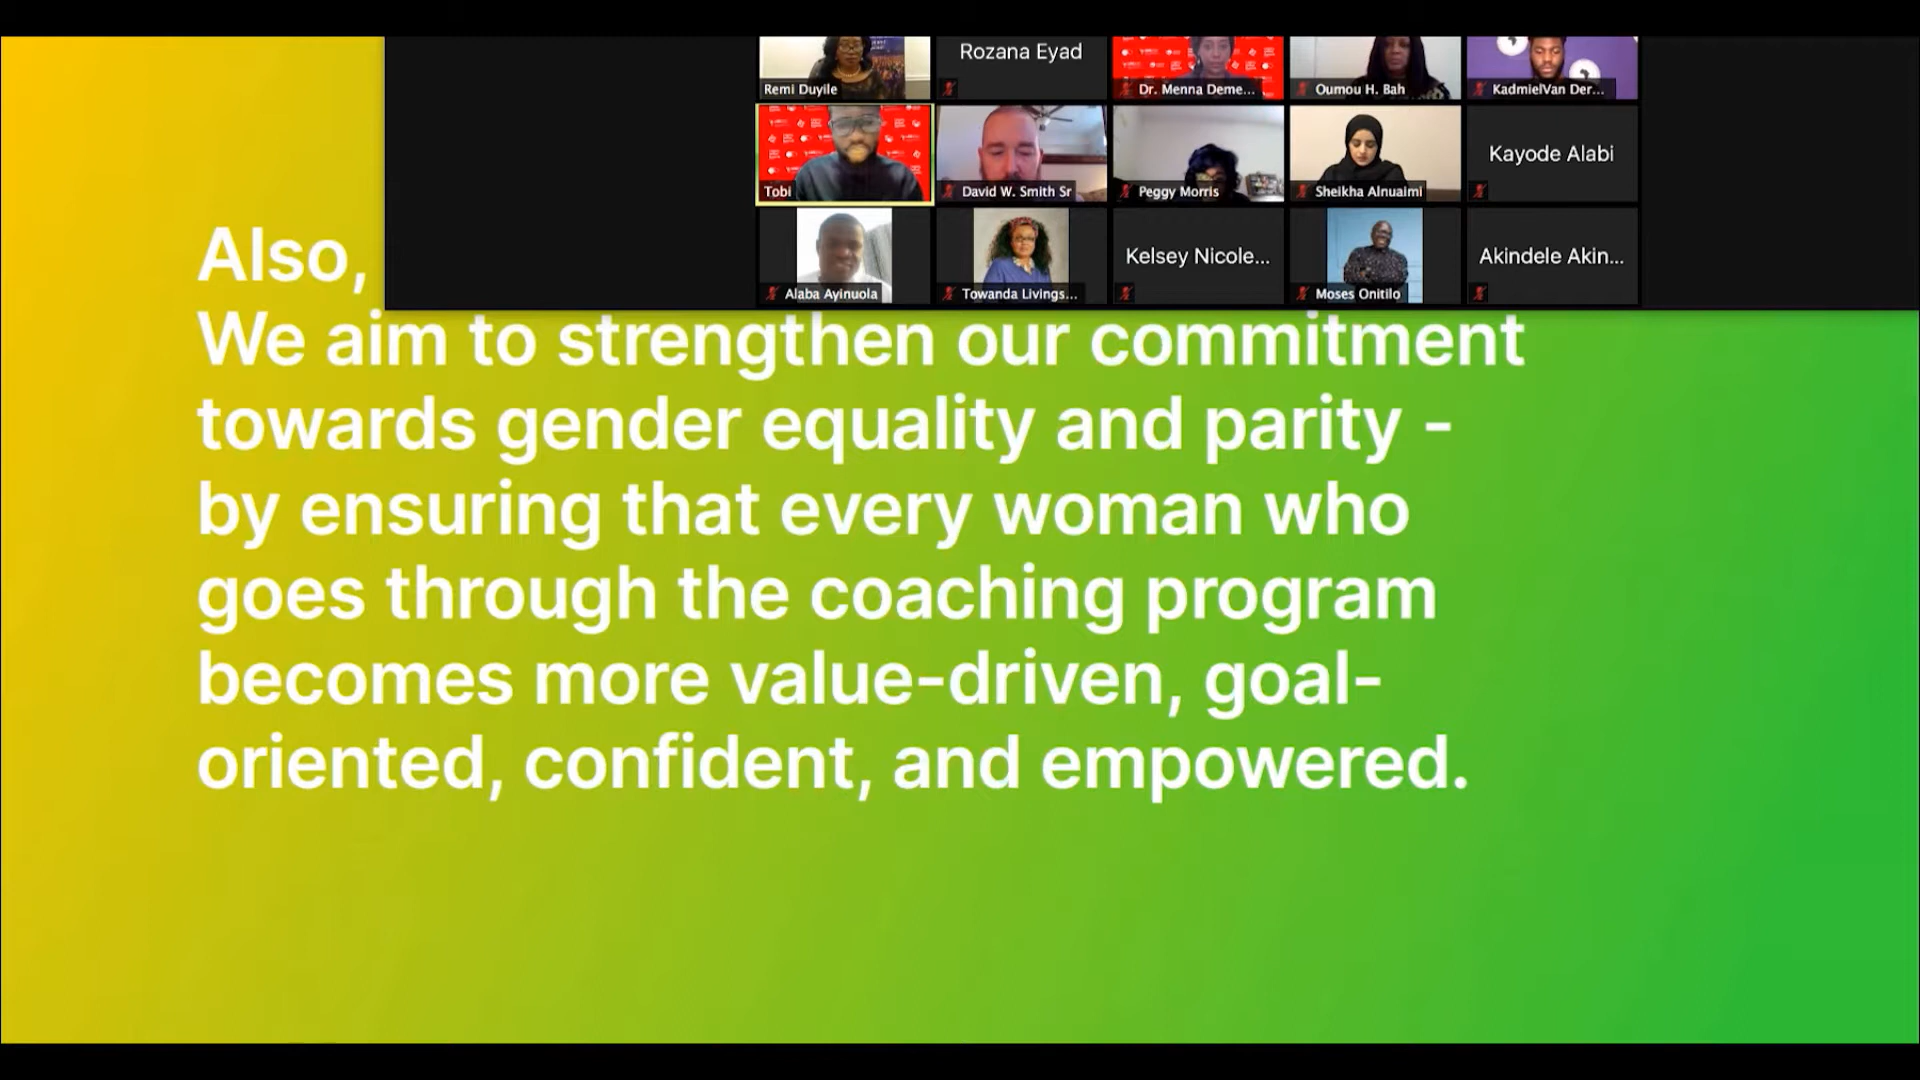 Remi Duyile
Rozana Eyad
Dr. Menna Deme...
Oumou H. Bah
KadmielVan Der...
Tobi
David W. Smith Sr
Peggy Morris
Sheikha Alnuaimi
Kayode Alabi
Alaba Ayinuola
Towanda Livings...
Kelsey Nicole...
Moses Onitilo
Akindele Akin...
Also,
We aim to strengthen our commitment
towards gender equality and parity -
by ensuring that every woman who
goes through the coaching program
becomes more value-driven, goal-
oriented, confident, and empowered.